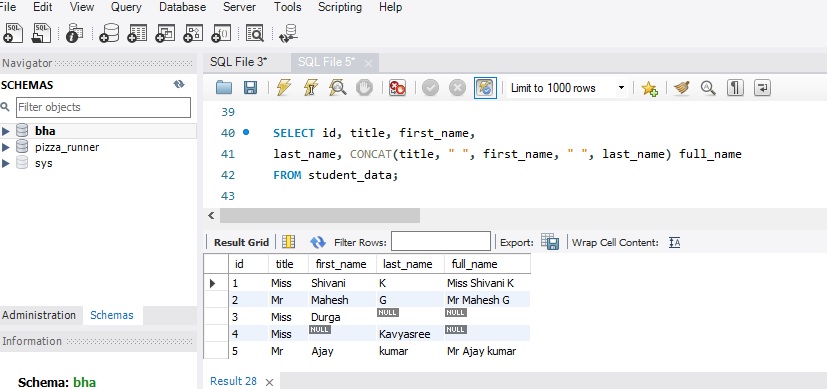 File Edit View Query Database Server Tools Scripting Help
SQL SQL
Navigator
SQL File 3* SQL File 5*
SCHEMAS
Filter objects
Limit to 1000 rows
bha
pizza_runner
sys
39
40 SELECT id, title, first_name,
41 last_name, CONCAT(title, " ", first_name, " ", last_name) full_name
42 FROM student_data;
43
Result Grid Filter Rows: Export: Wrap Cell Content:
id title first_name last_name full_name
1 Miss Shivani K Miss Shivani K
2 Mr Mahesh G Mr Mahesh G
3 Miss Durga NULL NULL
4 Miss NULL Kavyasree NULL
5 Mr Ajay kumar Mr Ajay kumar
Administration Schemas
Information
Schema: bha
Result 28